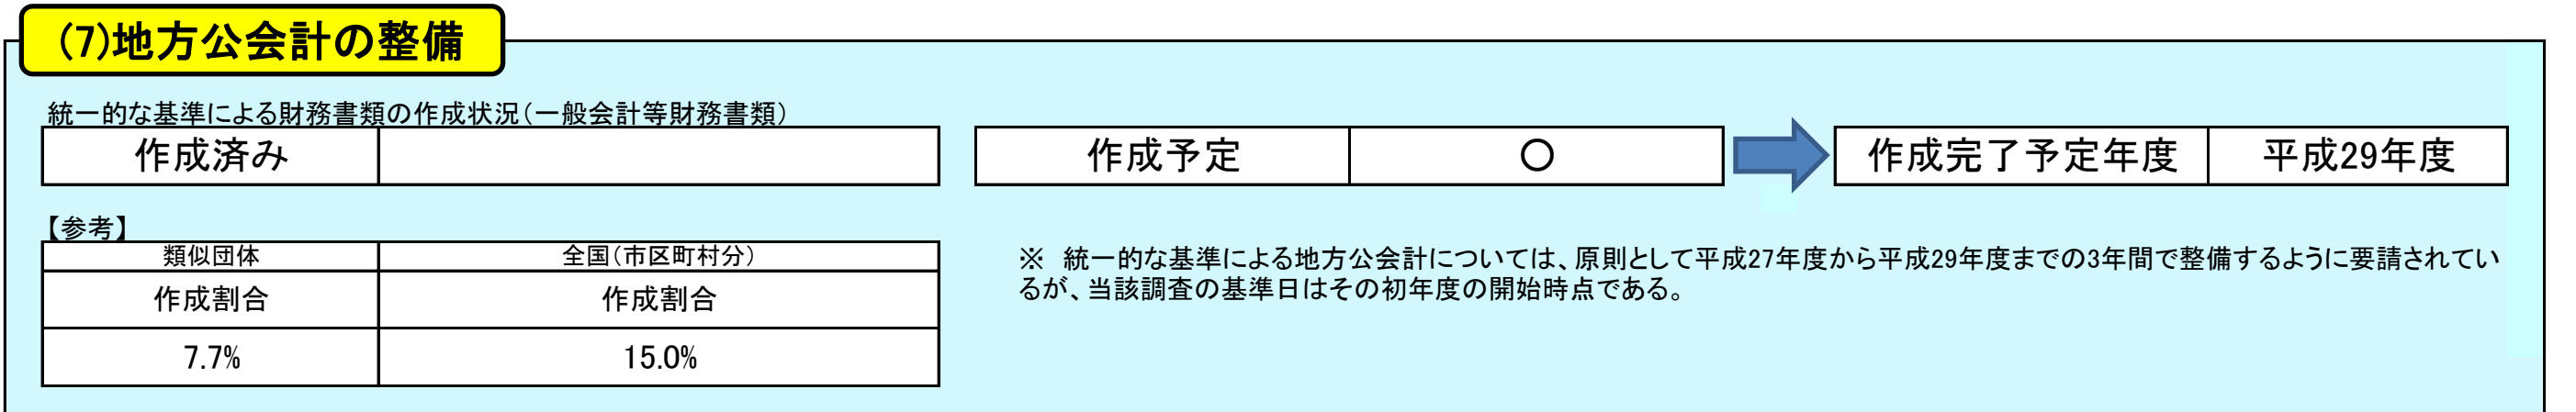 (7)地方公会計の整備
統一的な基準による財務書類の作成状況(一般会計等財務書類)
作成済み 作成予定 ○ 作成完了予定年度 平成29年度
【参考】
類似団体 全国(市区町村分)
作成割合 作成割合
7.7% 15.0%
※ 統一的な基準による地方公会計については、原則として平成27年度から平成29年度までの3年間で整備するように要請されてい
るが、当該調査の基準日はその初年度の開始時点である。